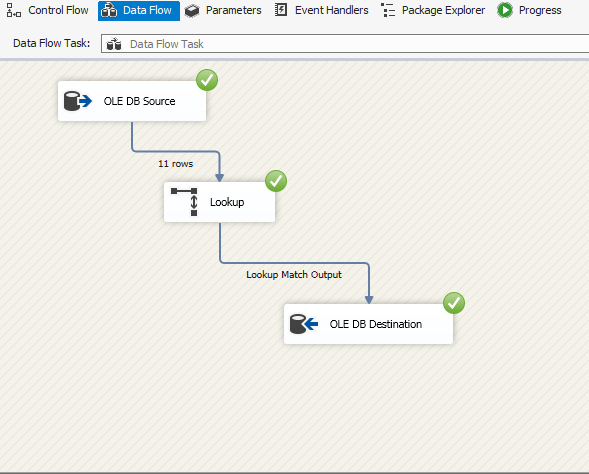 Control Flow Data Flow Parameters Event Handlers Package Explorer Progress
Data Flow Task: Data Flow Task
OLE DB Source
11 rows
Lookup
Lookup Match Output
OLE DB Destination